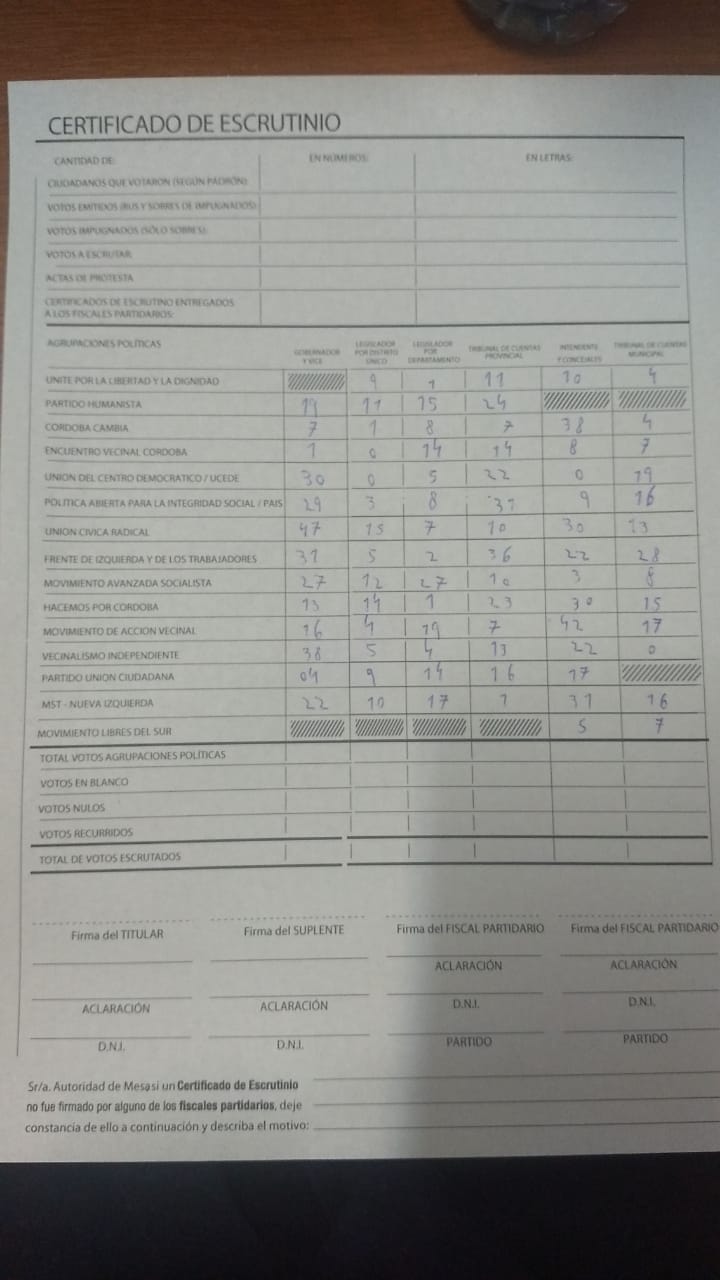 CERTIFICADO DE ESCRUTINIO
CANTIDAD DE: EN NÚMEROS: EN LETRAS:
CIUDADANOS QUE VOTARON (SEGÚN PADRÓN):
VOTOS EMITIDOS (BUS Y SOBRES DE IMPUGNADOS):
VOTOS IMPUGNADOS (SÓLO SOBRES):
VOTOS A ESCRUTAR:
ACTAS DE PROTESTA
CERTIFICADOS DE ESCRUTINO ENTREGADOS
A LOS FISCALES PARTIDARIOS:
AGRUPACIONES POLÍTICAS GOBERNADOR Y VICE LEGISLADOR POR DISTRITO ÚNICO LEGISLADOR POR DEPARTAMENTO TRIBUNAL DE CUENTAS PROVINCIAL INTENDENTE Y CONCEJALES TRIBUNAL DE CUENTAS MUNICIPAL
UNITE POR LA LIBERTAD Y LA DIGNIDAD 9 1 11 10 4
PARTIDO HUMANISTA 19 11 15 24
CORDOBA CAMBIA 7 1 8 7 38 4
ENCUENTRO VECINAL CORDOBA 1 0 14 14 8 7
UNION DEL CENTRO DEMOCRATICO / UCEDE 30 0 5 22 0 19
POLITICA ABIERTA PARA LA INTEGRIDAD SOCIAL / PAIS 29 3 8 31 9 16
UNION CIVICA RADICAL 47 15 7 10 30 13
FRENTE DE IZQUIERDA Y DE LOS TRABAJADORES 31 5 2 36 22 28
MOVIMIENTO AVANZADA SOCIALISTA 27 12 27 10 3 8
HACEMOS POR CORDOBA 13 14 1 23 30 15
MOVIMIENTO DE ACCION VECINAL 16 4 19 7 42 17
VECINALISMO INDEPENDIENTE 38 5 4 13 22 0
PARTIDO UNION CIUDADANA 04 9 14 16 17
MST - NUEVA IZQUIERDA 22 10 17 1 31 16
MOVIMIENTO LIBRES DEL SUR 5 7
TOTAL VOTOS AGRUPACIONES POLÍTICAS
VOTOS EN BLANCO
VOTOS NULOS
VOTOS RECURRIDOS
TOTAL DE VOTOS ESCRUTADOS
Firma del TITULAR Firma del SUPLENTE Firma del FISCAL PARTIDARIO Firma del FISCAL PARTIDARIO
ACLARACIÓN ACLARACIÓN
ACLARACIÓN ACLARACIÓN D.N.I. D.N.I.
D.N.I. D.N.I. PARTIDO PARTIDO
Sr/a. Autoridad de Mesa: si un Certificado de Escrutinio
no fue firmado por alguno de los fiscales partidarios, deje
constancia de ello a continuación y describa el motivo: